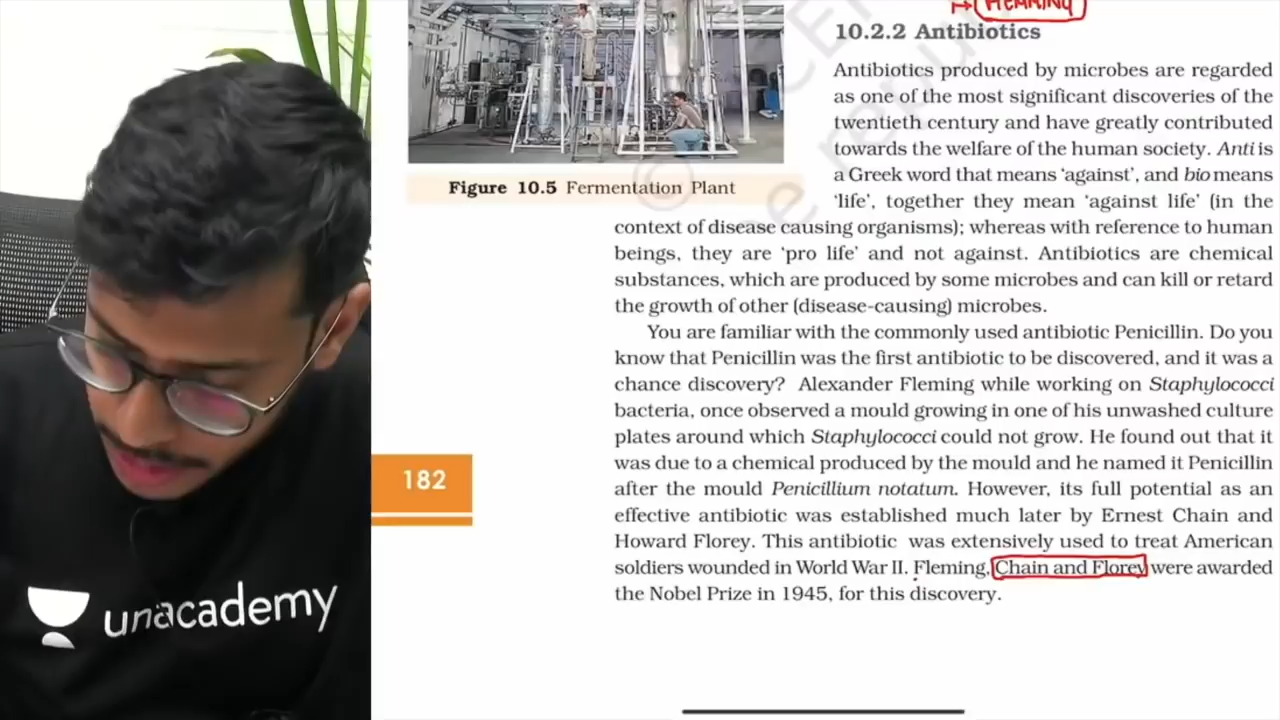 HEARING
10.2.2 Antibiotics
Antibiotics produced by microbes are regarded
as one of the most significant discoveries of the
twentieth century and have greatly contributed
towards the welfare of the human society. Anti is
a Greek word that means ‘against’, and bio means
‘life’, together they mean ‘against life’ (in the
context of disease causing organisms); whereas with reference to human
beings, they are ‘pro life’ and not against. Antibiotics are chemical
substances, which are produced by some microbes and can kill or retard
the growth of other (disease-causing) microbes.
You are familiar with the commonly used antibiotic Penicillin. Do you
know that Penicillin was the first antibiotic to be discovered, and it was a
chance discovery? Alexander Fleming while working on Staphylococci
bacteria, once observed a mould growing in one of his unwashed culture
plates around which Staphylococci could not grow. He found out that it
was due to a chemical produced by the mould and he named it Penicillin
after the mould Penicillium notatum. However, its full potential as an
effective antibiotic was established much later by Ernest Chain and
Howard Florey. This antibiotic was extensively used to treat American
soldiers wounded in World War II. Fleming, Chain and Florey were awarded
the Nobel Prize in 1945, for this discovery.
Figure 10.5 Fermentation Plant
182
unacademy